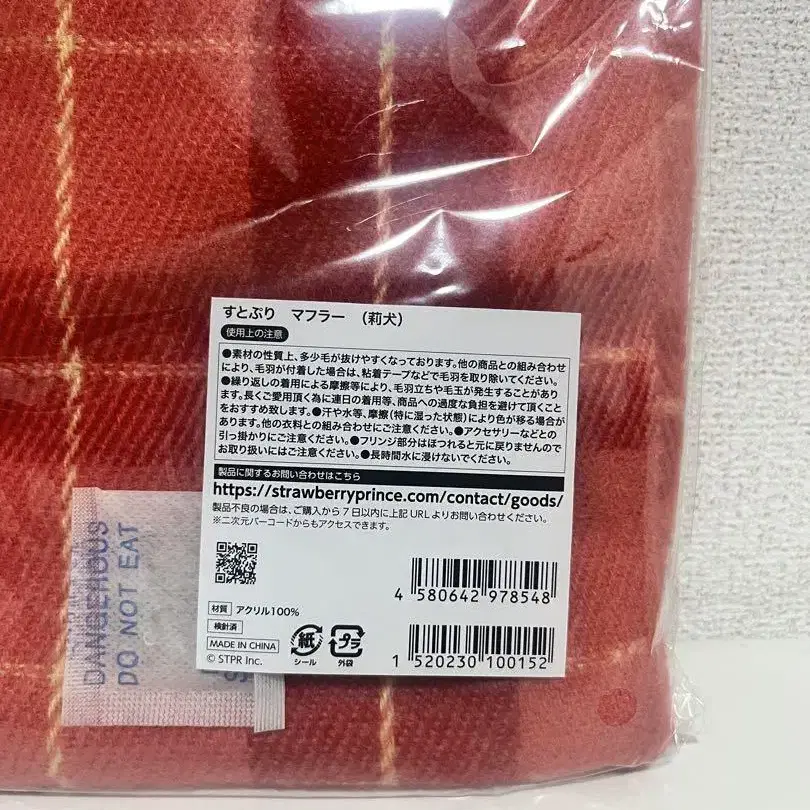 すとぷり マフラー （莉犬）
使用上の注意
●素材の性質上、多少毛が抜けやすくなっております。他の商品との組み合わせ
により、毛羽が付着した場合は、粘着テープなどで毛羽を取り除いてください。
●繰り返しの着用による摩擦等により、毛羽立ちや毛玉が発生することがあり
ます。長くご愛用頂く為に連日の着用等、商品への過度な負担を避けて頂くこと
をおすすめ致します。●汗や水等、摩擦（特に湿った状態）により色が移る場合が
あります。他の衣料との組み合わせにご注意ください。●アクセサリーなどとの
引っ掛かりにご注意ください。●フリンジ部分はほつれると元に戻りませんので
お取り扱いにはご注意ください。●長時間水に浸けないでください。
製品に関するお問い合わせはこちら
https://strawberryprince.com/contact/goods/
製品不良の場合は、ご購入から7日以内に上記URLよりお問い合わせください。
※二次元バーコードからもアクセスできます。
4 580642 978548
材質 アクリル100%
検針済
MADE IN CHINA
© STPR Inc.
紙
シール
プラ
外袋
1 520230 100152
DANGEROUS
DO NOT EAT